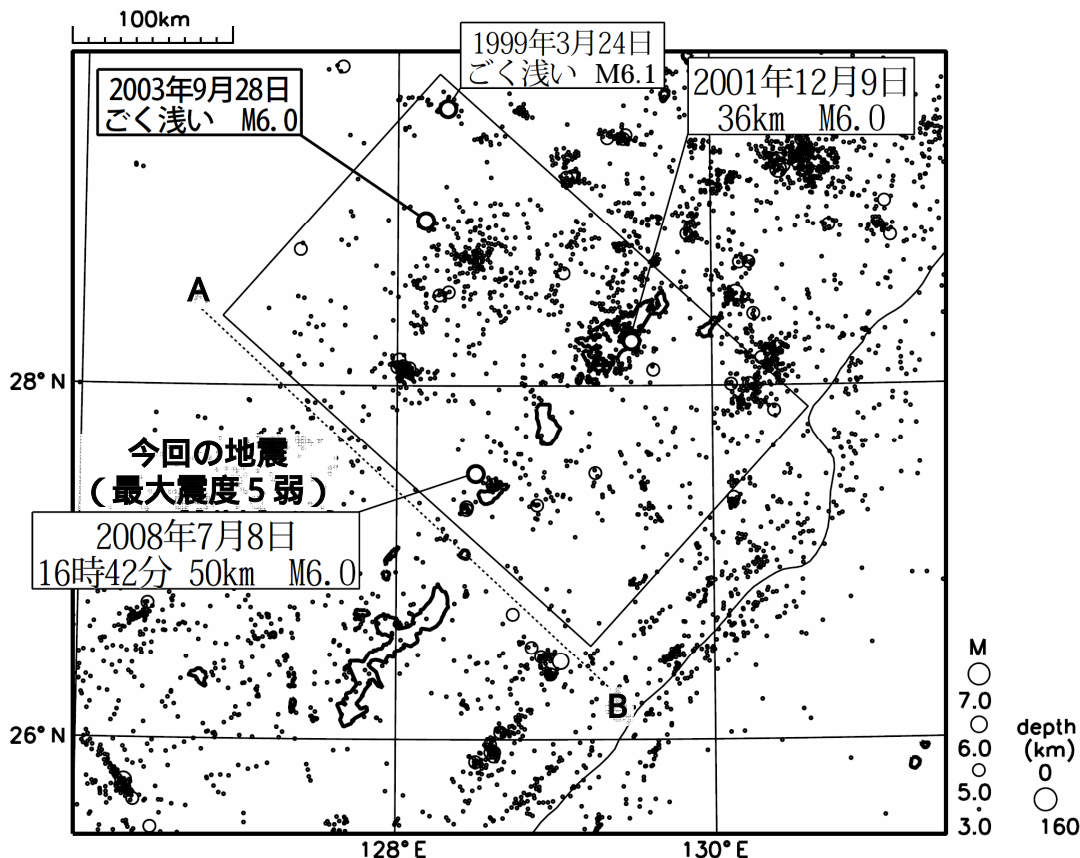 100km
1999年3月24日
ごく浅い M6.1
2003年9月28日
ごく浅い M6.0
2001年12月9日
36km M6.0
A
28°N
今回の地震
(最大震度5弱)
2008年7月8日
16時42分 50km M6.0
B
26°N
128°E
130°E
M
7.0
6.0
5.0
3.0
depth
(km)
0
160